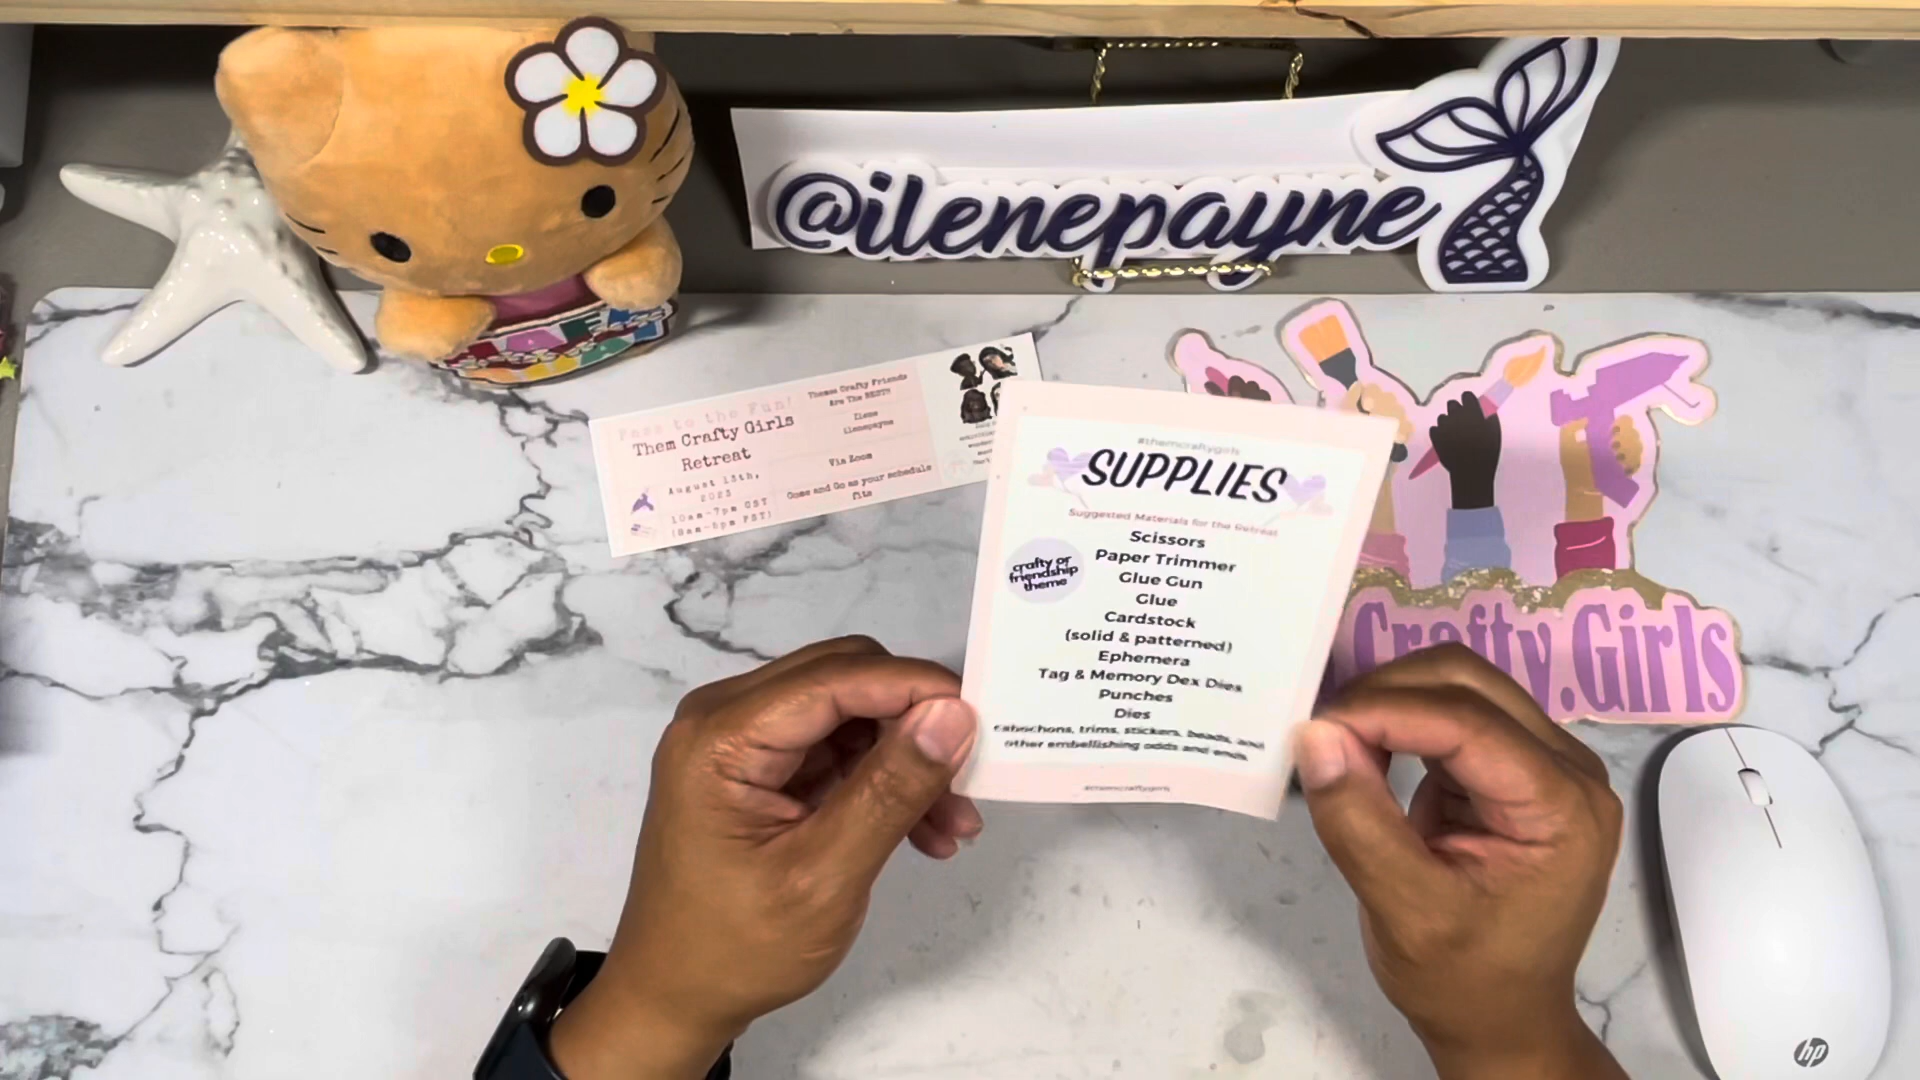 @ilenepayne
Pass to the Fun!
Them Crafty Girls
Retreat
August 13th,
2023
10am-7pm CST
(8am-5pm PST)
Them Crafty Friends
Are The BEST!!
Ilene
ilenepayne
Via Zoom
Come and Go as your schedule
fits
#themcraftygirls
SUPPLIES
Suggested Materials for the Retreat
crafty or
friendship
theme
Scissors
Paper Trimmer
Glue Gun
Glue
Cardstock
(solid & patterned)
Ephemera
Tag & Memory Dex Dies
Punches
Dies
cabochons, trims, stickers, beads, and
other embellishing odds and ends
#themcraftygirls
Crafty.Girls
hp